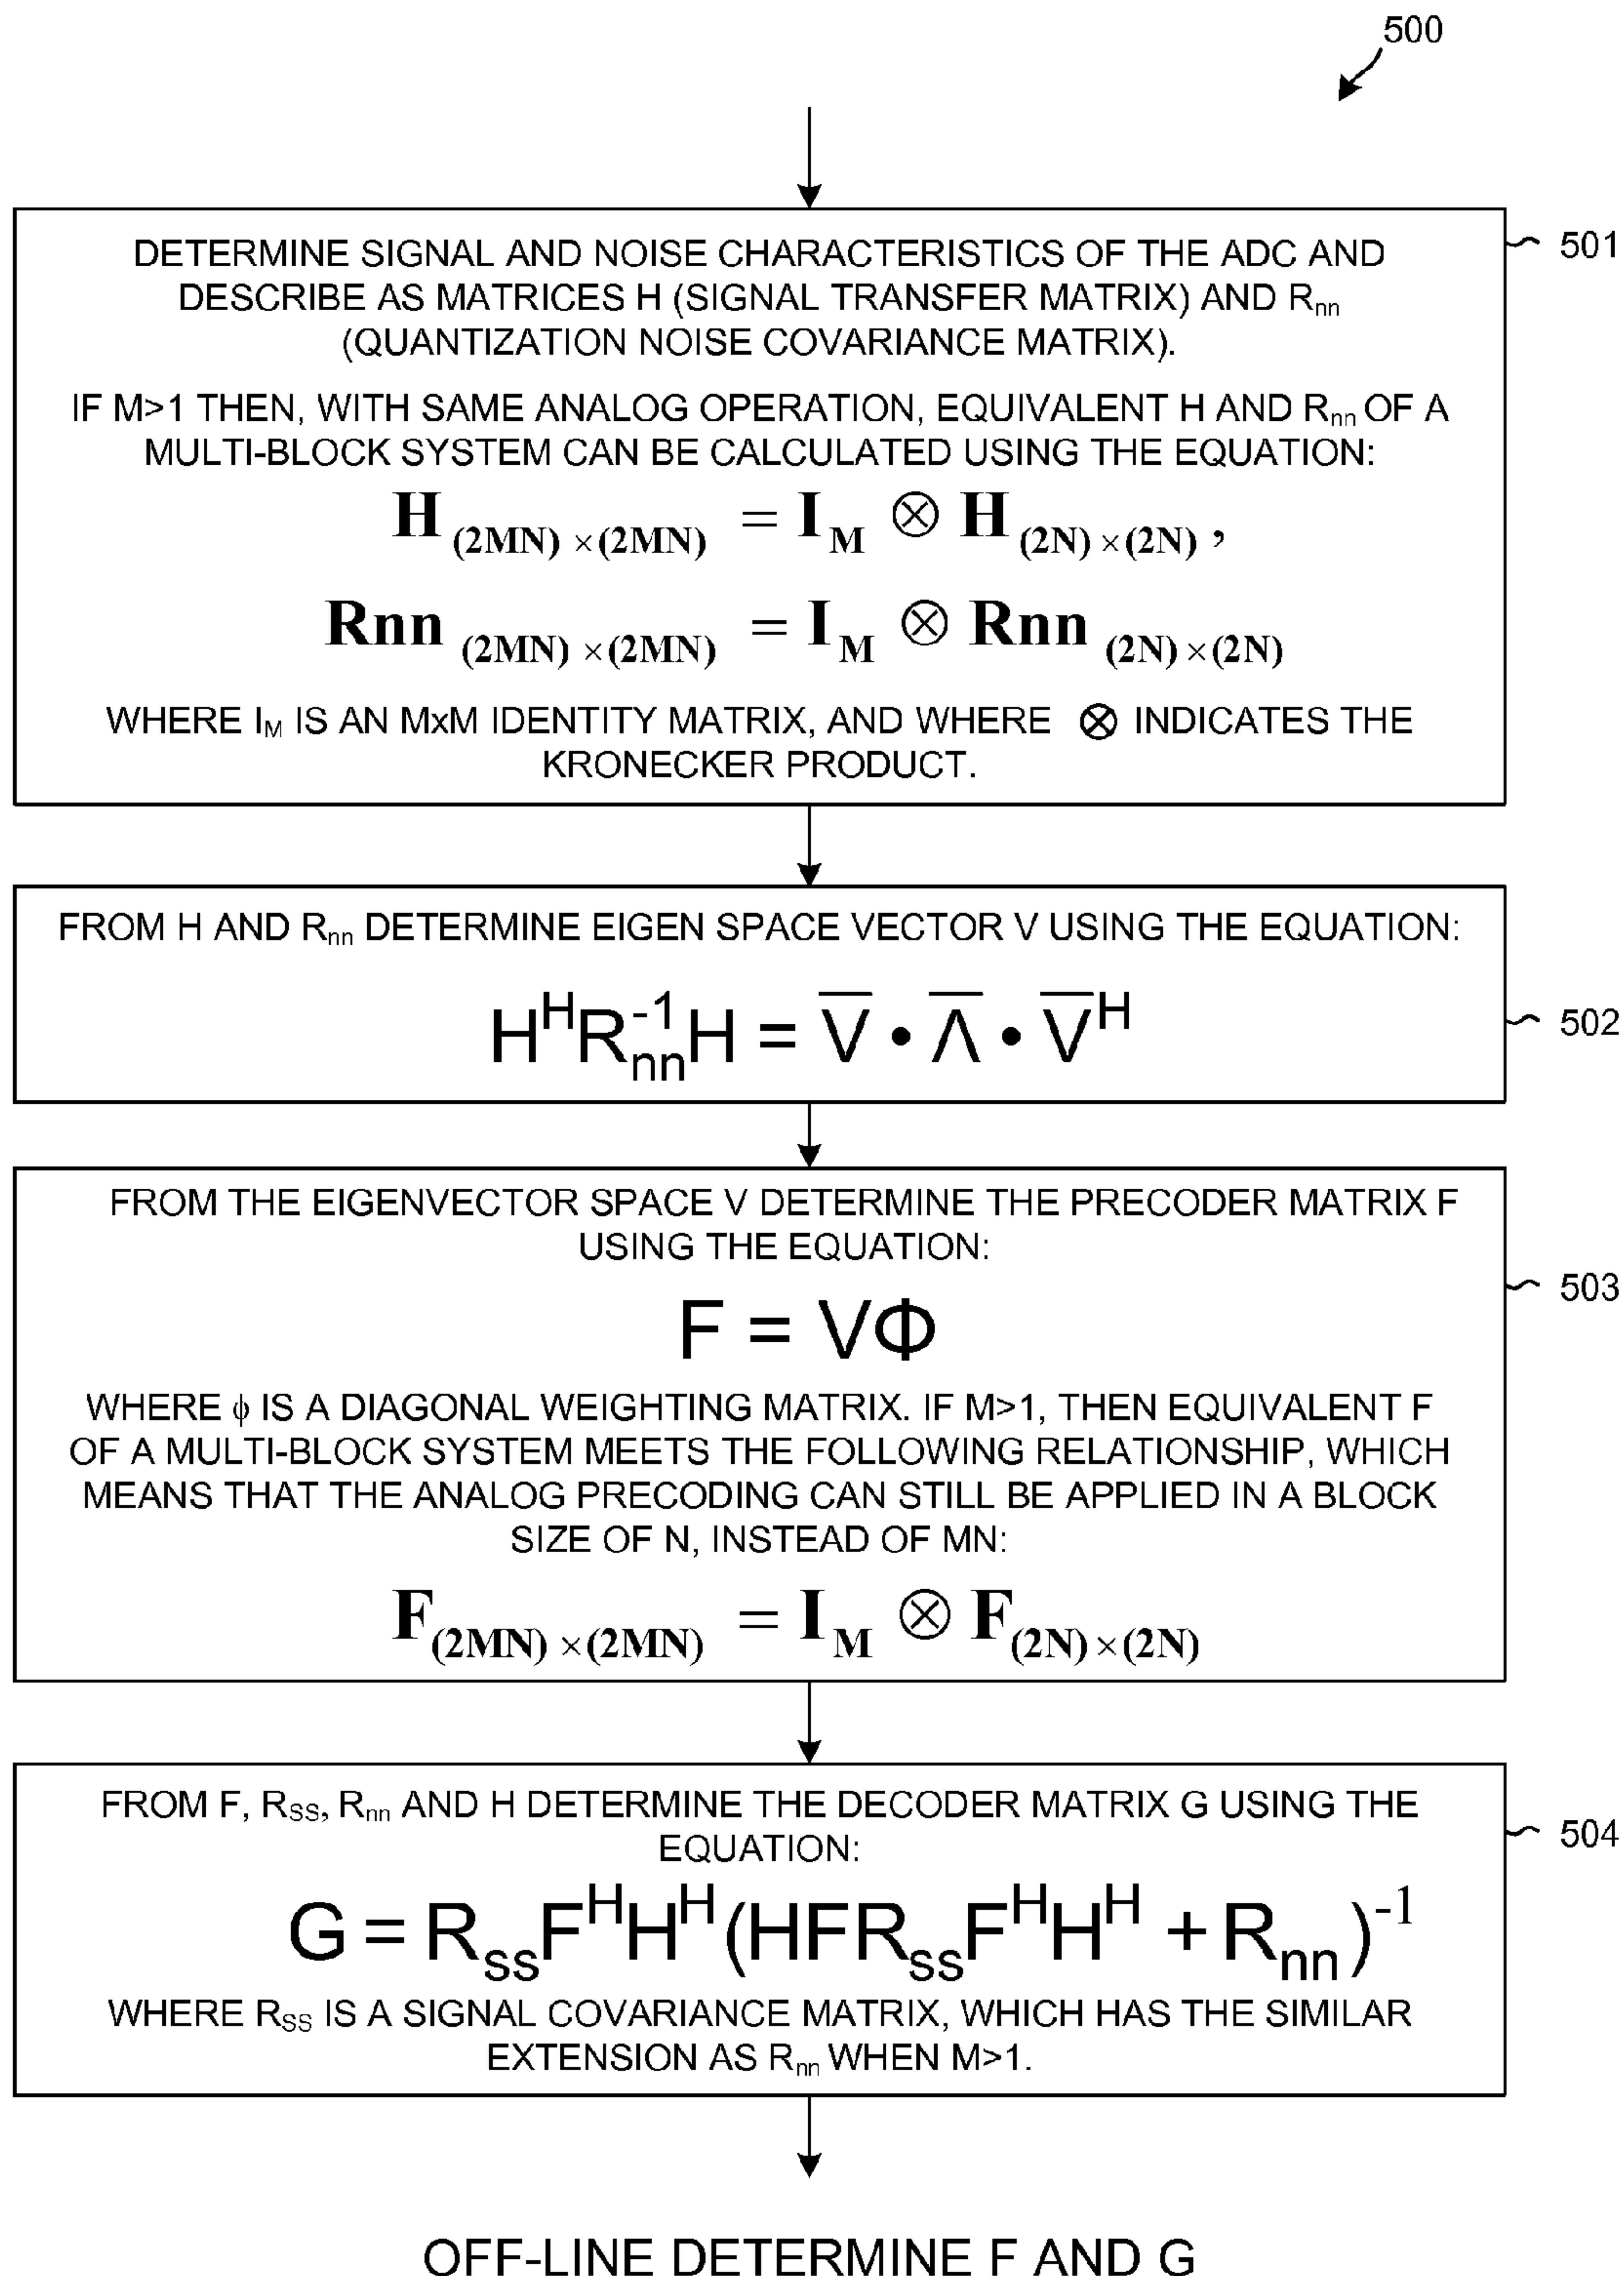 500
DETERMINE SIGNAL AND NOISE CHARACTERISTICS OF THE ADC AND
DESCRIBE AS MATRICES H (SIGNAL TRANSFER MATRIX) AND Rnn
(QUANTIZATION NOISE COVARIANCE MATRIX).
501
IF M>1 THEN, WITH SAME ANALOG OPERATION, EQUIVALENT H AND Rnn OF A
MULTI-BLOCK SYSTEM CAN BE CALCULATED USING THE EQUATION:
H (2MN) ×(2MN) = I M ⊗ H (2N) ×(2N) ,
Rnn (2MN) ×(2MN) = I M ⊗ Rnn (2N) ×(2N)
WHERE IM IS AN MxM IDENTITY MATRIX, AND WHERE ⊗ INDICATES THE
KRONECKER PRODUCT.
FROM H AND Rnn DETERMINE EIGEN SPACE VECTOR V USING THE EQUATION:
H^H R_nn^-1 H = V̅ • Λ̅ • V̅^H
502
FROM THE EIGENVECTOR SPACE V DETERMINE THE PRECODER MATRIX F
USING THE EQUATION:
503
F = VΦ
WHERE ϕ IS A DIAGONAL WEIGHTING MATRIX. IF M>1, THEN EQUIVALENT F
OF A MULTI-BLOCK SYSTEM MEETS THE FOLLOWING RELATIONSHIP, WHICH
MEANS THAT THE ANALOG PRECODING CAN STILL BE APPLIED IN A BLOCK
SIZE OF N, INSTEAD OF MN:
F (2MN) ×(2MN) = I M ⊗ F (2N) ×(2N)
FROM F, RSS, Rnn AND H DETERMINE THE DECODER MATRIX G USING THE
EQUATION:
504
G = R_ss F^H H^H (HFR_ss F^H H^H + R_nn)^-1
WHERE RSS IS A SIGNAL COVARIANCE MATRIX, WHICH HAS THE SIMILAR
EXTENSION AS Rnn WHEN M>1.
OFF-LINE DETERMINE F AND G